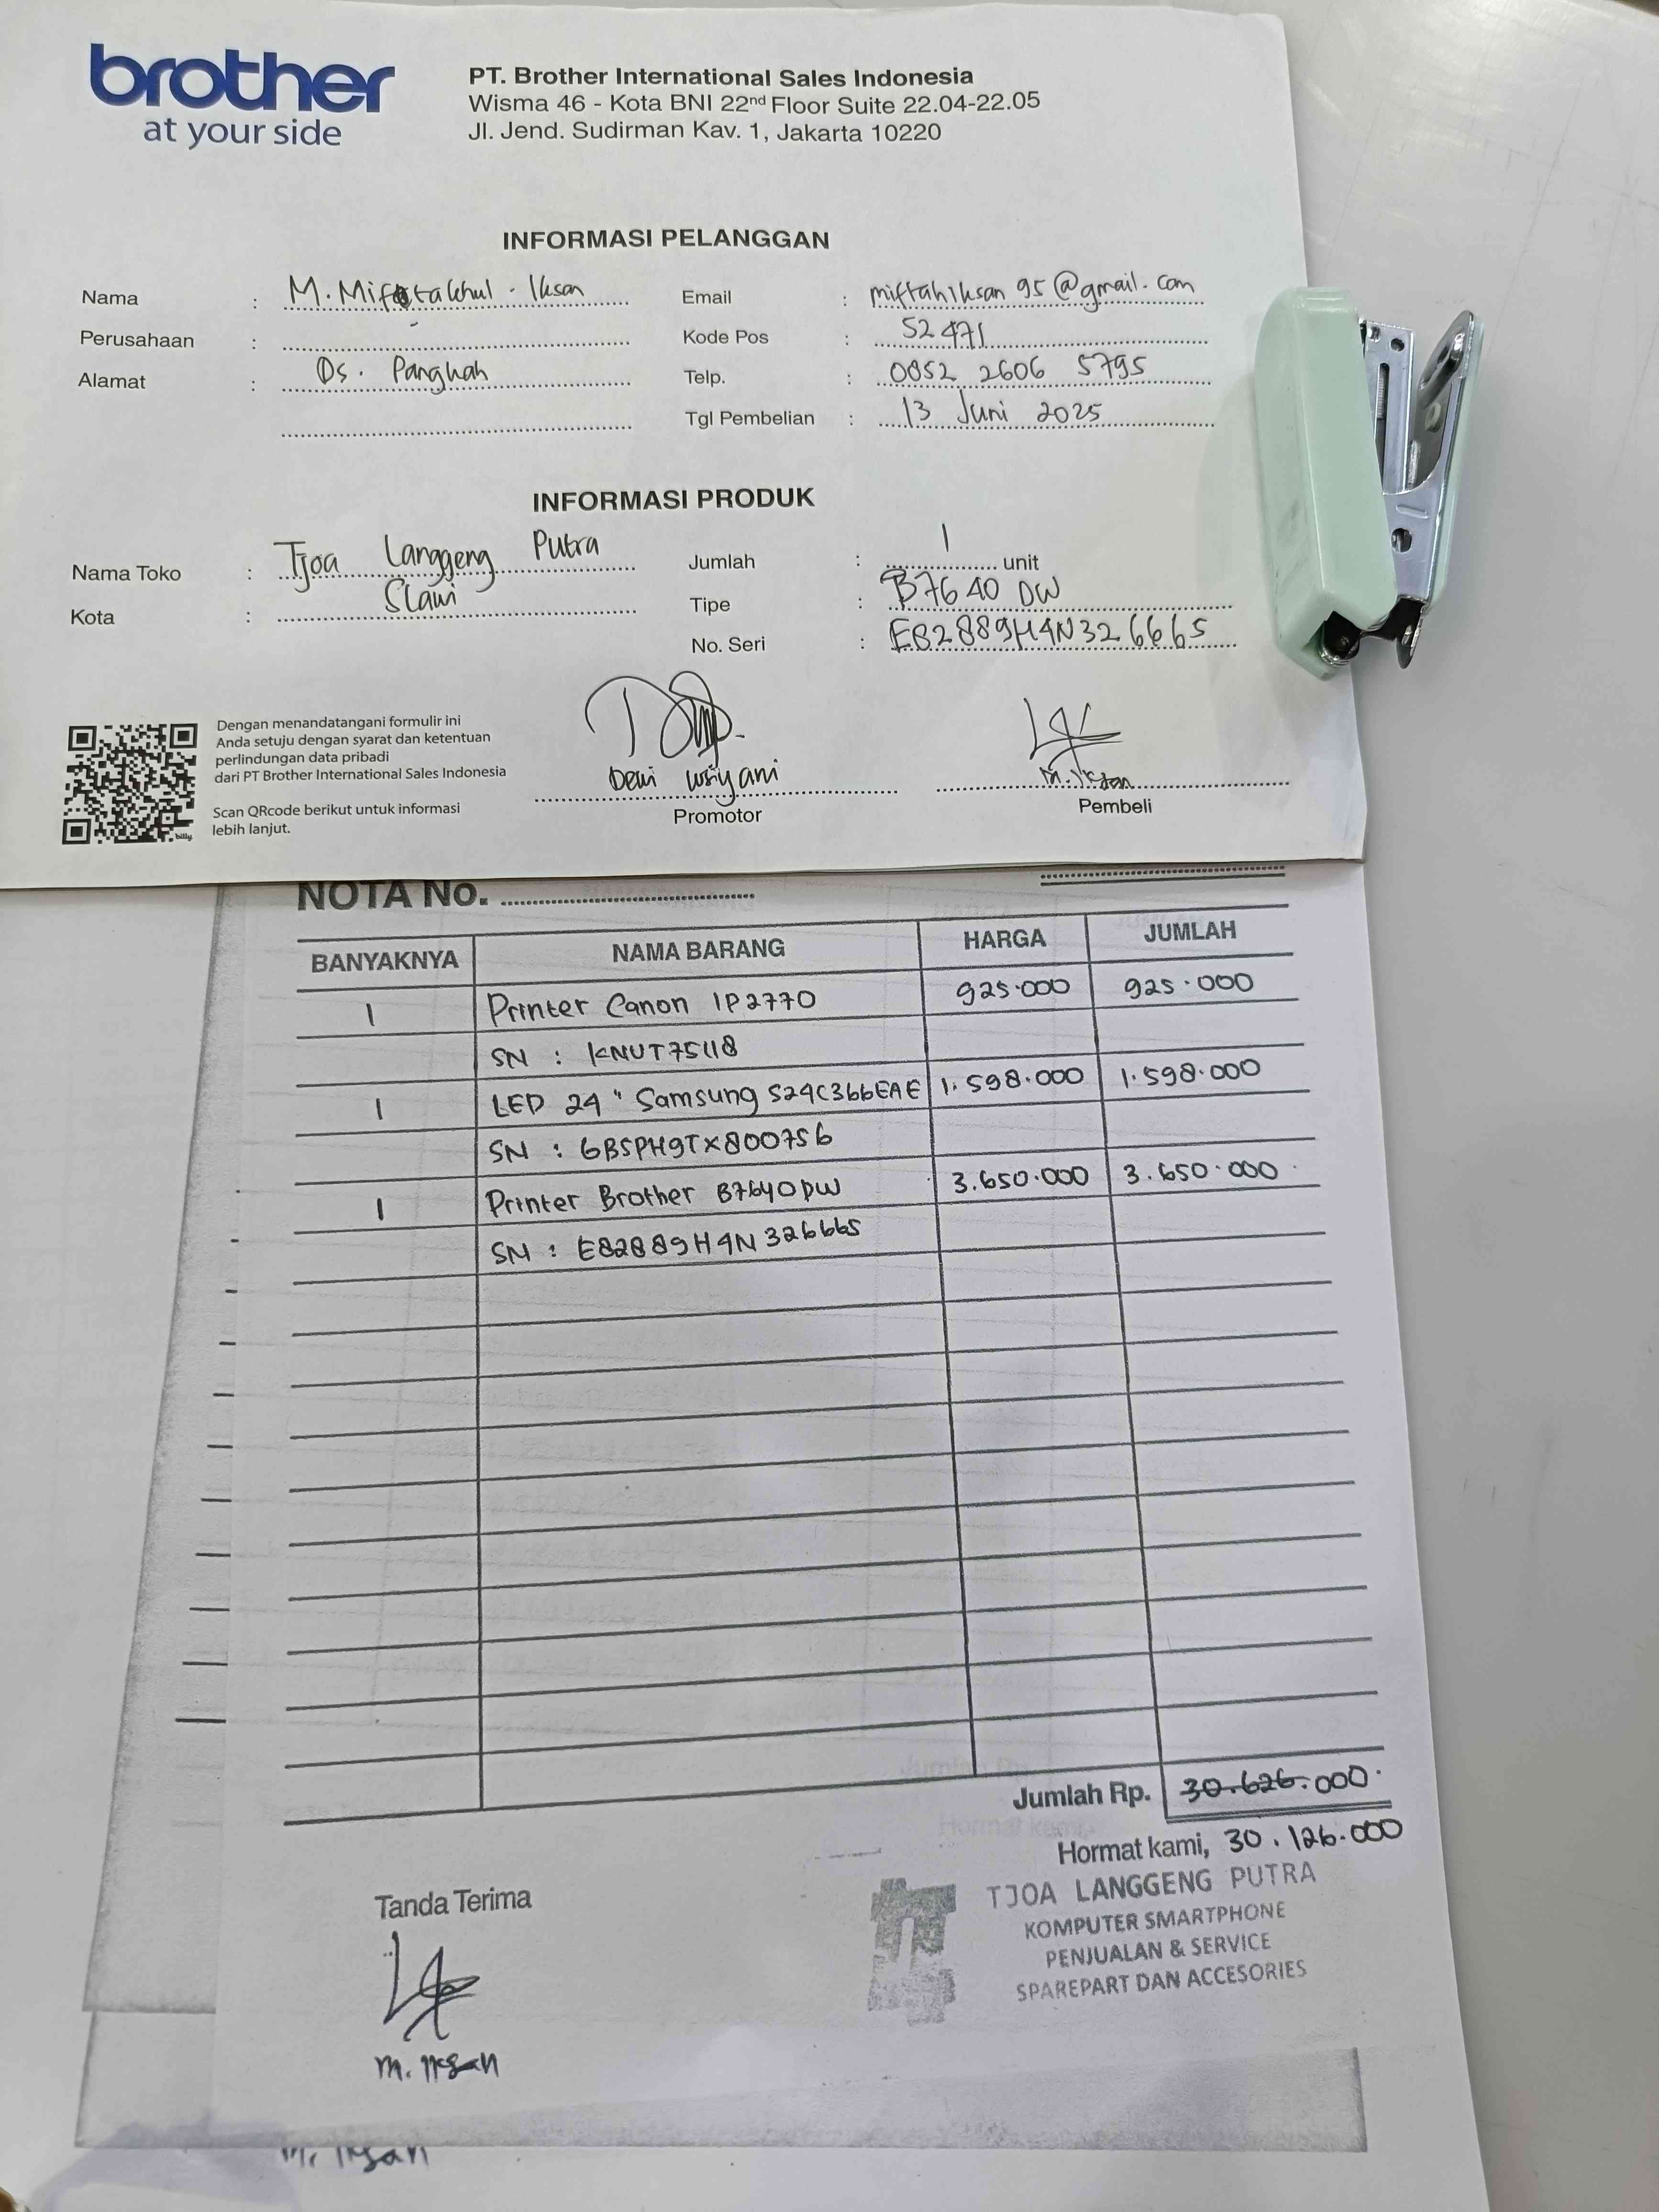 brother
at your side
PT. Brother International Sales Indonesia
Wisma 46 - Kota BNI 22nd Floor Suite 22.04-22.05
Jl. Jend. Sudirman Kav. 1, Jakarta 10220
INFORMASI PELANGGAN
Nama : M. Miftakhul . Iksan
Perusahaan : -
Alamat : Ds. Pangkah
Email : miftahiksan95@gmail.com
Kode Pos : 52471
Telp. : 0852 2606 5795
Tgl Pembelian : 13 Juni 2025
INFORMASI PRODUK
Nama Toko : Tjoa Langgeng Putra
Kota : Slawi
Jumlah : 1 unit
Tipe : B7640 DW
No. Seri : E82889H4N326665
Dengan menandatangani formulir ini
Anda setuju dengan syarat dan ketentuan
perlindungan data pribadi
dari PT Brother International Sales Indonesia
Scan QRcode berikut untuk informasi
lebih lanjut.
billy
Dewi
Promotor
M. Iksan
Pembeli
NOTA No.
BANYAKNYA NAMA BARANG HARGA JUMLAH
1 Printer Canon IP2770 925.000 925.000
SN : KNUT75118
1 LED 24" Samsung S24C366EAE 1.598.000 1.598.000
SN : 6BSPH9TX800756
1 Printer Brother B7640DW 3.650.000 3.650.000
SN : E82889H4N326665
Jumlah Rp. 30.626.000
Hormat kami, 30.126.000
TJOA LANGGENG PUTRA
KOMPUTER SMARTPHONE
PENJUALAN & SERVICE
SPAREPART DAN ACCESORIES
Tanda Terima
M. Iksan
M. Iksan